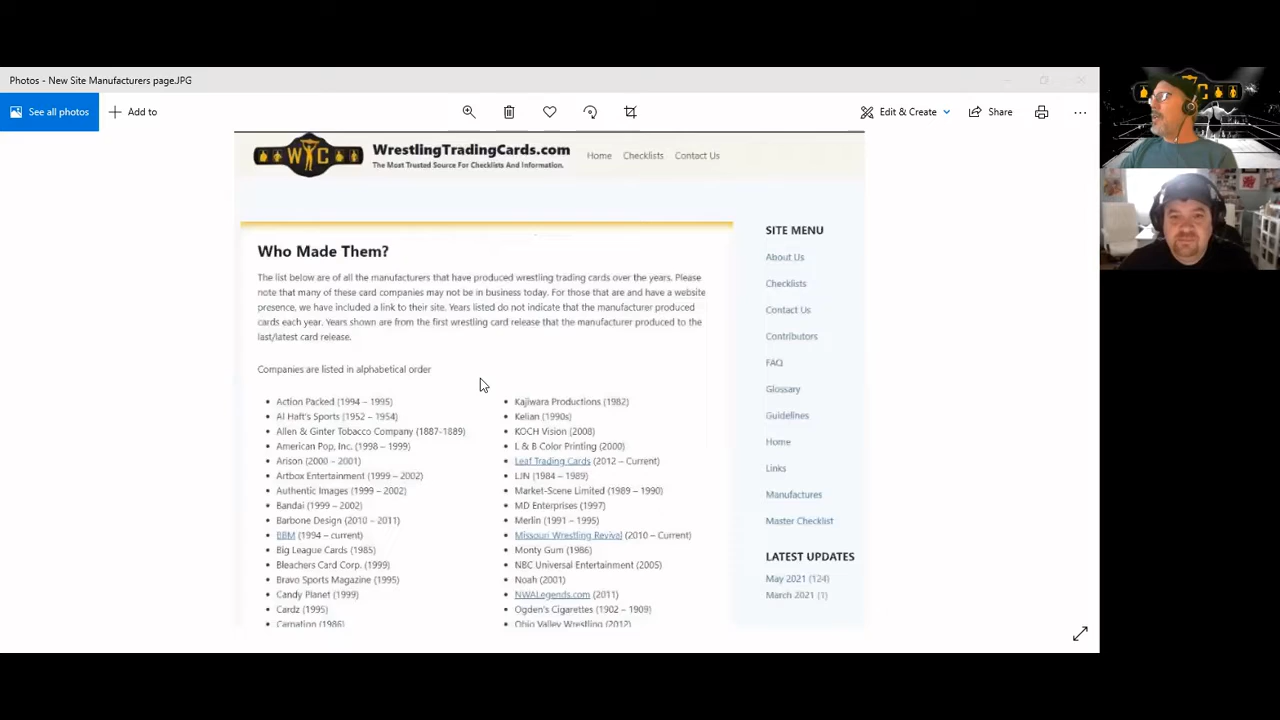 Photos - New Site Manufacturers page.JPG
See all photos
Add to
Edit & Create
Share
WTC
WrestlingTradingCards.com
The Most Trusted Source For Checklists And Information.
Home
Checklists
Contact Us
Who Made Them?
The list below are of all the manufacturers that have produced wrestling trading cards over the years. Please
note that many of these card companies may not be in business today. For those that are and have a website
presence, we have included a link to their site. Years listed do not indicate that the manufacturer produced
cards each year. Years shown are from the first wrestling card release that the manufacturer produced to the
last/latest card release.
Companies are listed in alphabetical order
Action Packed (1994 – 1995)
Al Haft's Sports (1952 – 1954)
Allen & Ginter Tobacco Company (1887-1889)
American Pop, Inc. (1998 – 1999)
Arison (2000 – 2001)
Artbox Entertainment (1999 – 2002)
Authentic Images (1999 – 2002)
Bandai (1999 – 2002)
Barbone Design (2010 – 2011)
BBM (1994 – current)
Big League Cards (1985)
Bleachers Card Corp. (1999)
Bravo Sports Magazine (1995)
Candy Planet (1999)
Cardz (1995)
Carnation (1986)
Kajiwara Productions (1982)
Kelian (1990s)
KOCH Vision (2008)
L & B Color Printing (2000)
Leaf Trading Cards (2012 – Current)
LJN (1984 – 1989)
Market-Scene Limited (1989 – 1990)
MD Enterprises (1997)
Merlin (1991 – 1995)
Missouri Wrestling Revival (2010 – Current)
Monty Gum (1986)
NBC Universal Entertainment (2005)
Noah (2001)
NWALegends.com (2011)
Ogden's Cigarettes (1902 – 1909)
Ohio Valley Wrestling (2012)
SITE MENU
About Us
Checklists
Contact Us
Contributors
FAQ
Glossary
Guidelines
Home
Links
Manufactures
Master Checklist
LATEST UPDATES
May 2021 (124)
March 2021 (1)